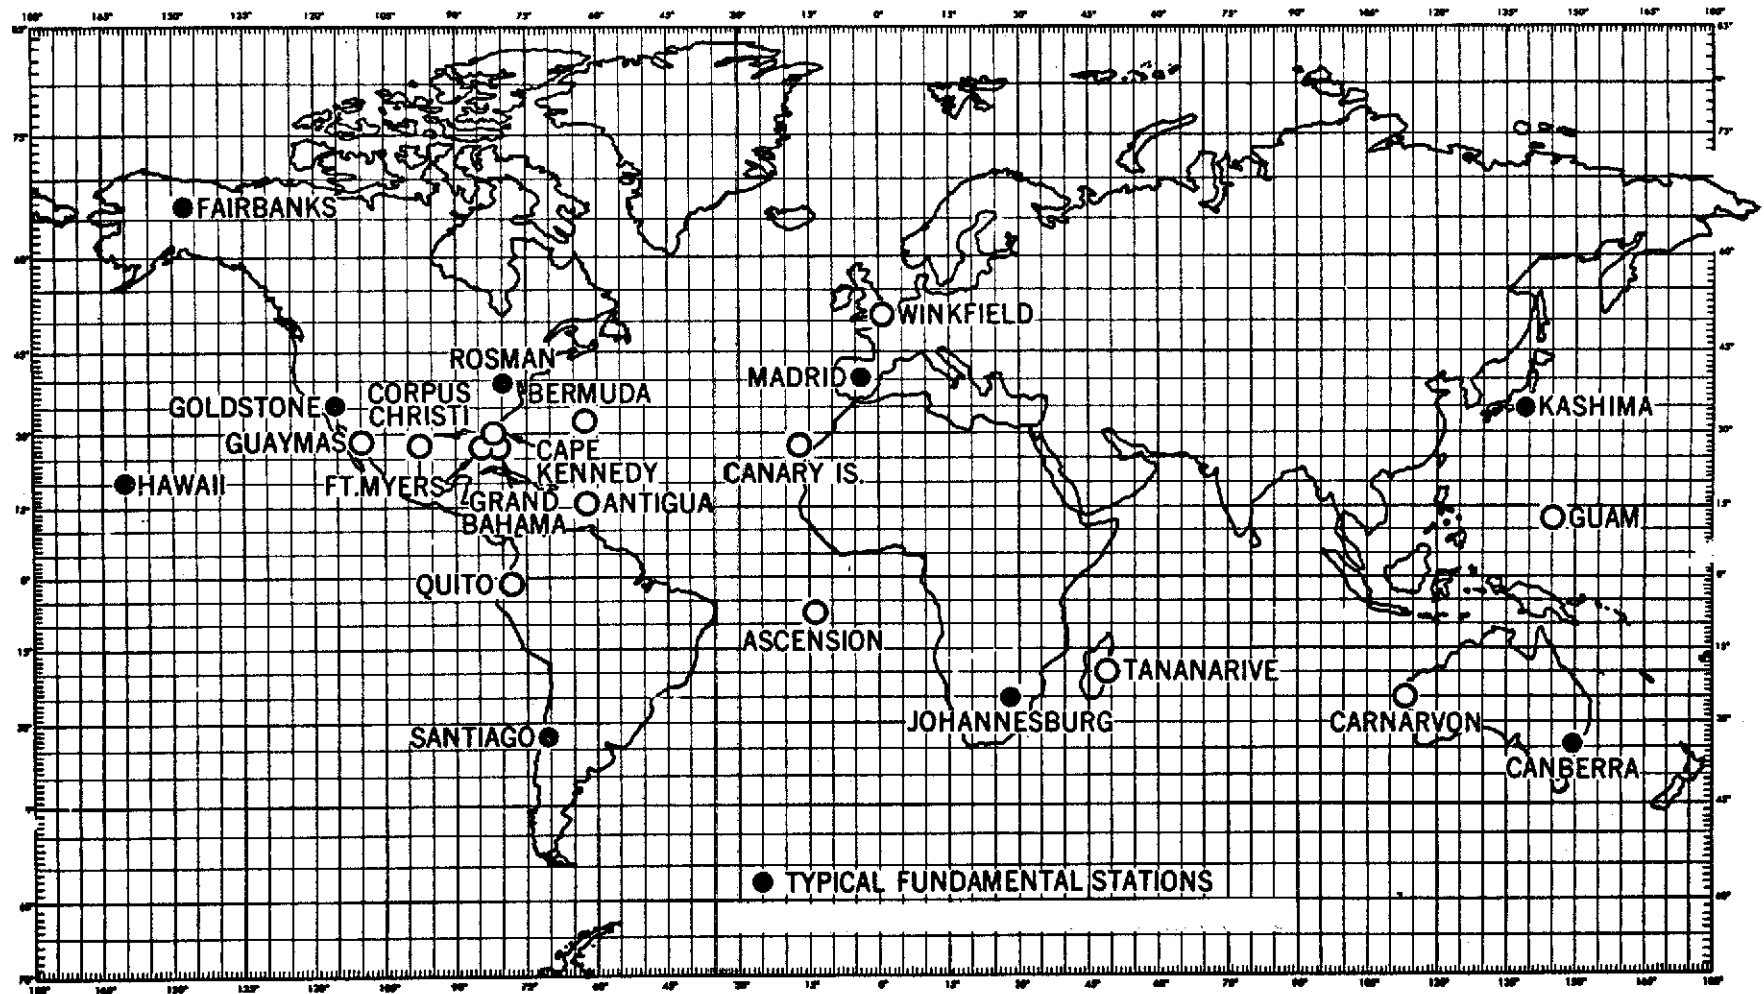 FAIRBANKS
WINKFIELD
ROSMAN
MADRID
CORPUS
CHRISTI
BERMUDA
GOLDSTONE
KASHIMA
GUAYMAS
CAPE
KENNEDY
CANARY IS.
HAWAII
FT. MYERS
GRAND
BAHAMA
ANTIGUA
GUAM
QUITO
ASCENSION
TANANARIVE
JOHANNESBURG
CARNARVON
SANTIAGO
CANBERRA
TYPICAL FUNDAMENTAL STATIONS